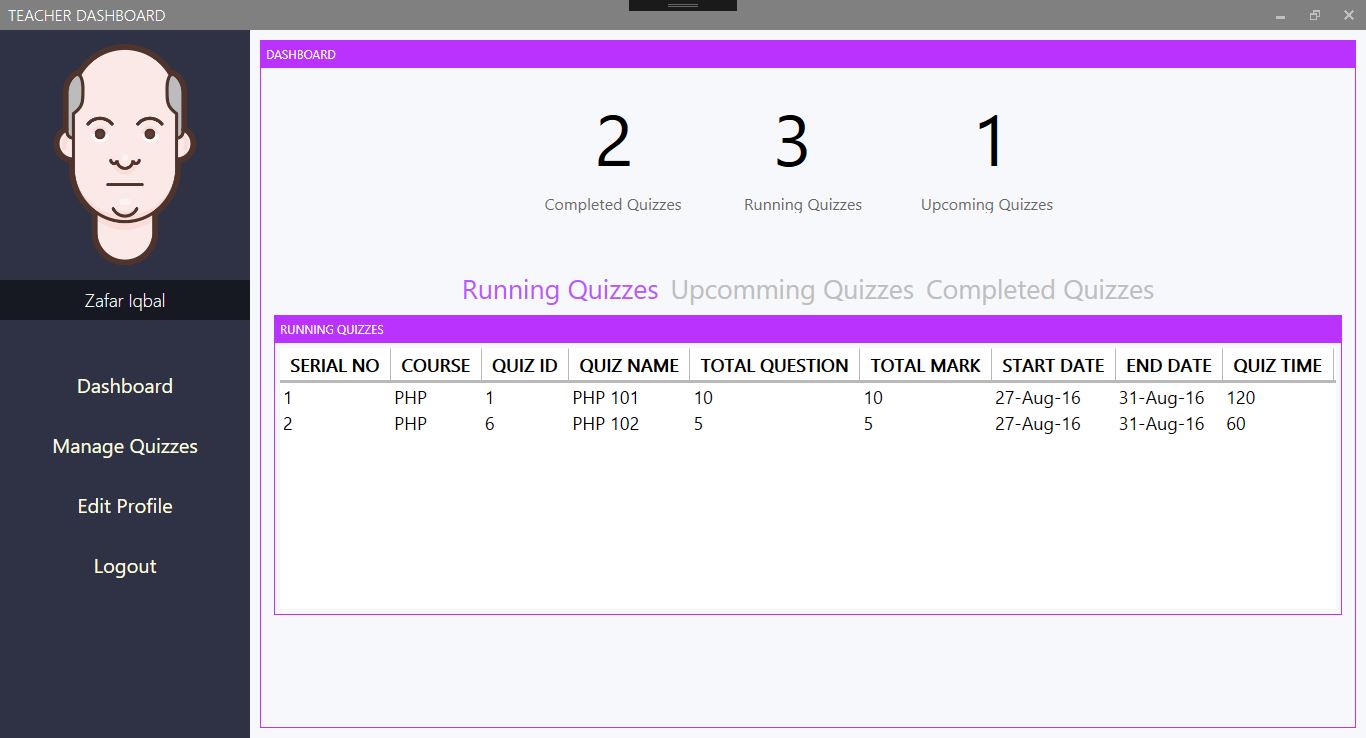 TEACHER DASHBOARD
Zafar Iqbal
Dashboard
Manage Quizzes
Edit Profile
Logout
DASHBOARD
2 3 1
Completed Quizzes Running Quizzes Upcoming Quizzes
Running Quizzes Upcomming Quizzes Completed Quizzes
RUNNING QUIZZES
SERIAL NO COURSE QUIZ ID QUIZ NAME TOTAL QUESTION TOTAL MARK START DATE END DATE QUIZ TIME
1 PHP 1 PHP 101 10 10 27-Aug-16 31-Aug-16 120
2 PHP 6 PHP 102 5 5 27-Aug-16 31-Aug-16 60